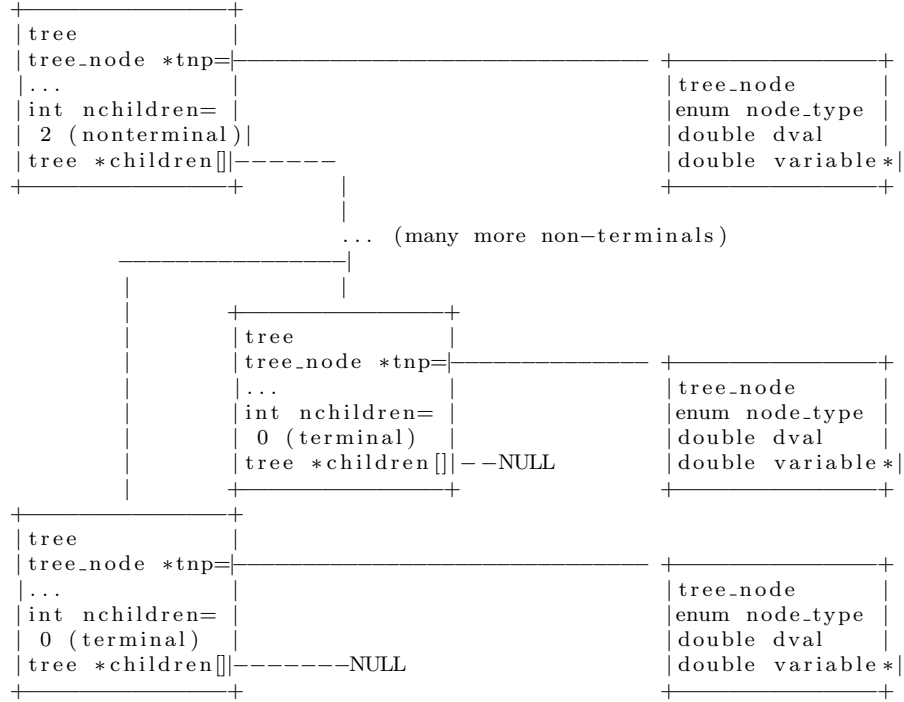 tree
tree_node *tnp=
... tree_node
int nchildren= enum node_type
2 (nonterminal) double dval
tree *children[] double variable*
... (many more non-terminals)
tree
tree_node *tnp=
... tree_node
int nchildren= enum node_type
0 (terminal) double dval
tree *children[] --NULL double variable*
tree
tree_node *tnp=
... tree_node
int nchildren= enum node_type
0 (terminal) double dval
tree *children[] -------NULL double variable*